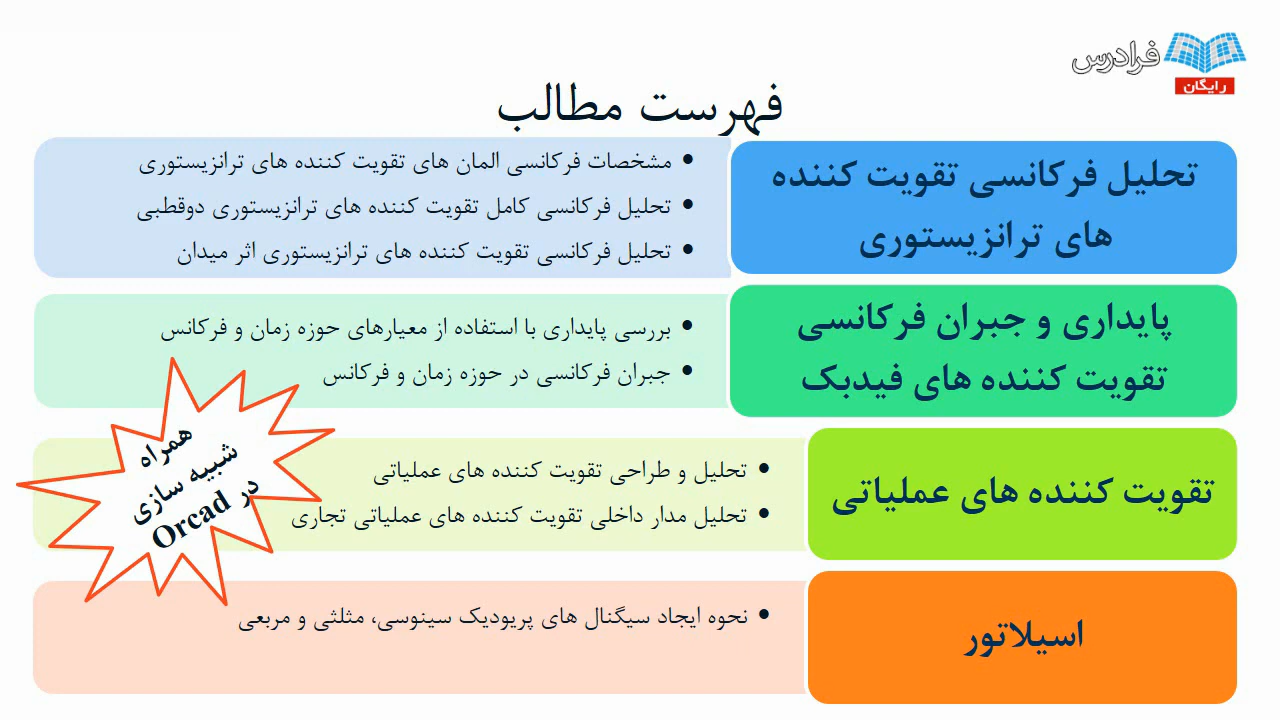 فرادرس
رایگان
فهرست مطالب
تحلیل فرکانسی تقویت کننده
های ترانزیستوری
• مشخصات فرکانسی المان های تقویت کننده های ترانزیستوری
• تحلیل فرکانسی کامل تقویت کننده های ترانزیستوری دوقطبی
• تحلیل فرکانسی تقویت کننده های ترانزیستوری اثر میدان
پایداری و جبران فرکانسی
تقویت کننده های فیدبک
• بررسی پایداری با استفاده از معیارهای حوزه زمان و فرکانس
• جبران فرکانسی در حوزه زمان و فرکانس
تقویت کننده های عملیاتی
• تحلیل و طراحی تقویت کننده های عملیاتی
• تحلیل مدار داخلی تقویت کننده های عملیاتی تجاری
اسیلاتور
• نحوه ایجاد سیگنال های پریودیک سینوسی، مثلثی و مربعی
همراه
شبیه سازی
در Orcad